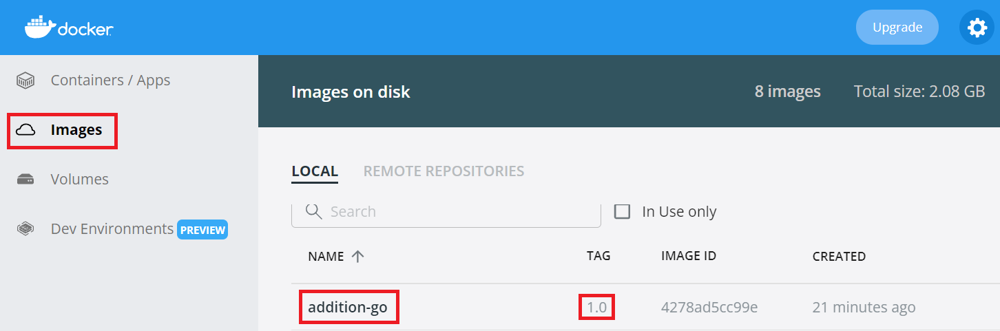 docker
Upgrade
Containers / Apps
Images
Volumes
Dev Environments PREVIEW
Images on disk 8 images Total size: 2.08 GB
LOCAL REMOTE REPOSITORIES
Search In Use only
NAME TAG IMAGE ID CREATED
addition-go 1.0 4278ad5cc99e 21 minutes ago